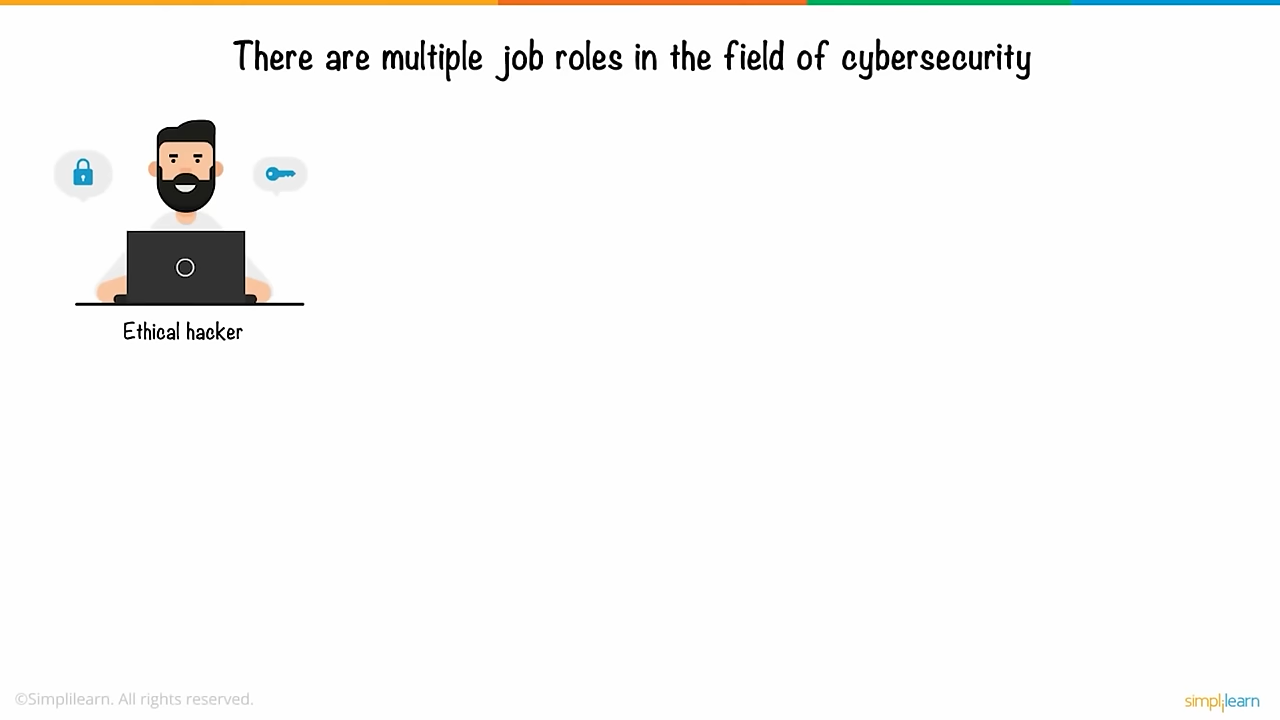 There are multiple job roles in the field of cybersecurity
Ethical hacker
©Simplilearn. All rights reserved.
simplilearn